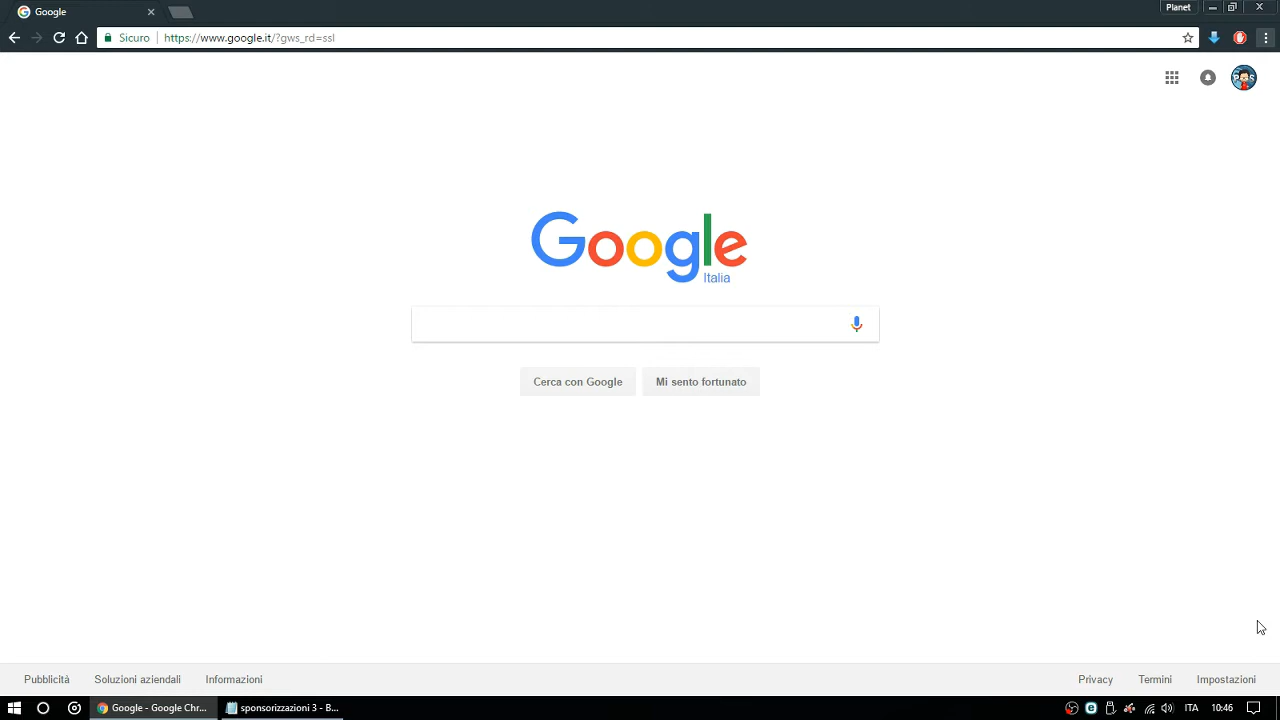 Google
Planet
Sicuro
https://www.google.it/?gws_rd=ssl
Google
Italia
Cerca con Google
Mi sento fortunato
Pubblicità
Soluzioni aziendali
Informazioni
Privacy
Termini
Impostazioni
Google - Google Chr...
sponsorizzazioni 3 - B...
ITA
10:46